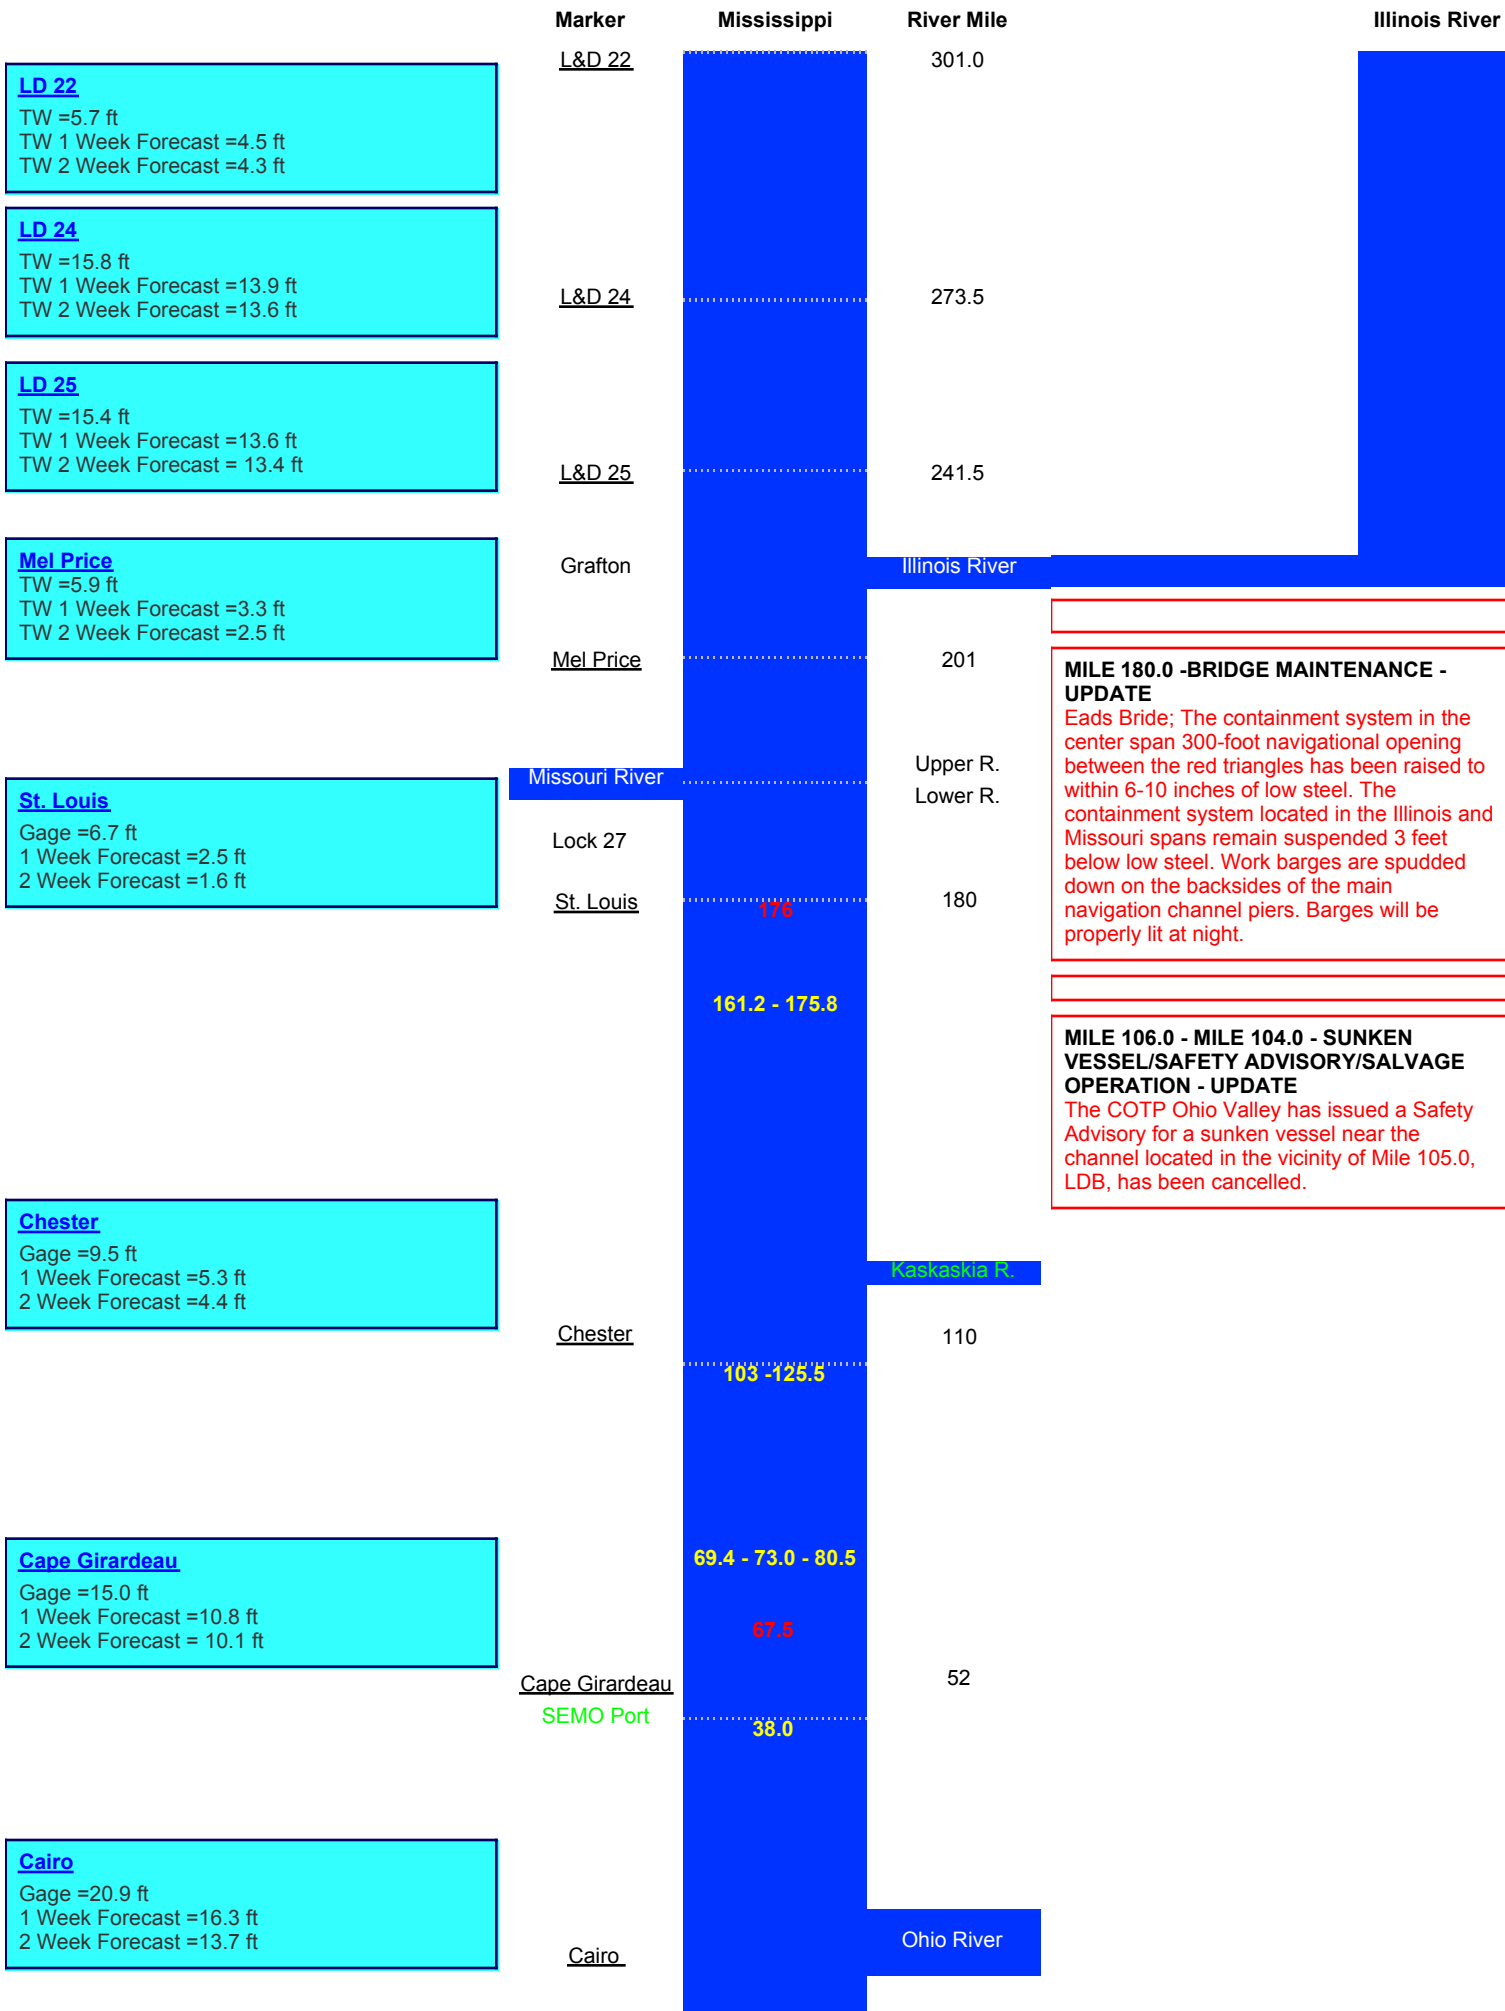 Marker Mississippi River Mile Illinois River
L&D 22 301.0
LD 22
TW =5.7 ft
TW 1 Week Forecast =4.5 ft
TW 2 Week Forecast =4.3 ft
LD 24
TW =15.8 ft
TW 1 Week Forecast =13.9 ft
TW 2 Week Forecast =13.6 ft
L&D 24 273.5
LD 25
TW =15.4 ft
TW 1 Week Forecast =13.6 ft
TW 2 Week Forecast = 13.4 ft
L&D 25 241.5
Mel Price
TW =5.9 ft
TW 1 Week Forecast =3.3 ft
TW 2 Week Forecast =2.5 ft
Grafton Illinois River
Mel Price 201
MILE 180.0 -BRIDGE MAINTENANCE -
UPDATE
Eads Bride; The containment system in the
center span 300-foot navigational opening
between the red triangles has been raised to
within 6-10 inches of low steel. The
containment system located in the Illinois and
Missouri spans remain suspended 3 feet
below low steel. Work barges are spudded
down on the backsides of the main
navigation channel piers. Barges will be
properly lit at night.
Upper R.
Missouri River
Lower R.
St. Louis
Gage =6.7 ft
1 Week Forecast =2.5 ft
2 Week Forecast =1.6 ft
Lock 27
St. Louis 180
176
161.2 - 175.8
MILE 106.0 - MILE 104.0 - SUNKEN
VESSEL/SAFETY ADVISORY/SALVAGE
OPERATION - UPDATE
The COTP Ohio Valley has issued a Safety
Advisory for a sunken vessel near the
channel located in the vicinity of Mile 105.0,
LDB, has been cancelled.
Chester
Gage =9.5 ft
1 Week Forecast =5.3 ft
2 Week Forecast =4.4 ft
Kaskaskia R.
Chester 110
103 -125.5
Cape Girardeau
Gage =15.0 ft
1 Week Forecast =10.8 ft
2 Week Forecast = 10.1 ft
69.4 - 73.0 - 80.5
67.5
Cape Girardeau 52
SEMO Port
38.0
Cairo
Gage =20.9 ft
1 Week Forecast =16.3 ft
2 Week Forecast =13.7 ft
Ohio River
Cairo